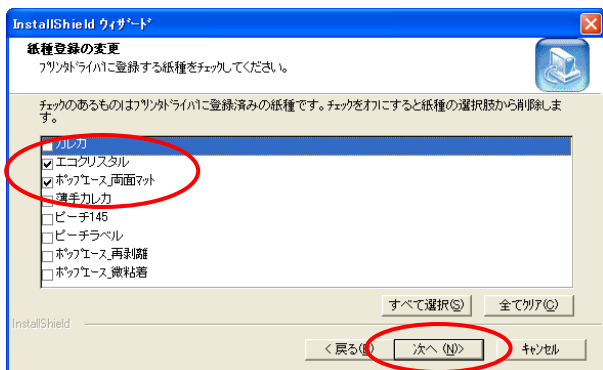 InstallShield ウィザード
紙種登録の変更
プリンタドライバに登録する紙種をチェックしてください。
チェックのあるものはプリンタドライバに登録済みの紙種です。チェックをオフにすると紙種の選択肢から削除しま
す。
カレカ
エコクリスタル
ポップエース_両面マット
薄手カレカ
ピーチ145
ピーチラベル
ポップエース_再剥離
ポップエース_微粘着
すべて選択(S) 全てクリア(C)
InstallShield
< 戻る(B) 次へ (N)> キャンセル